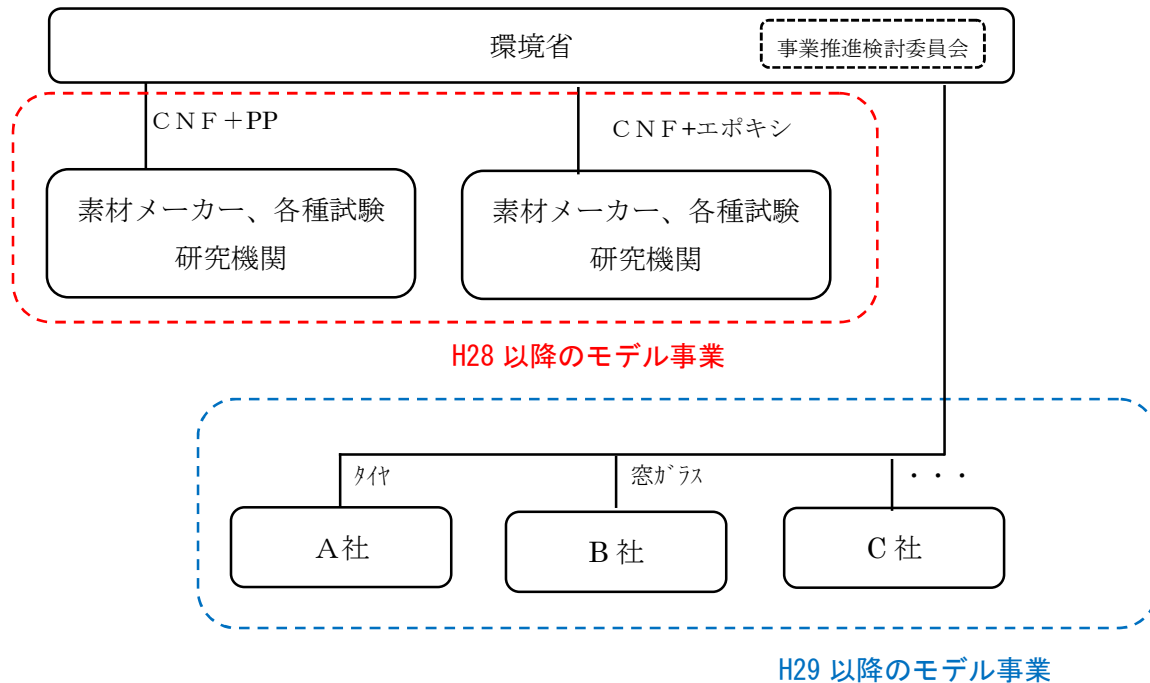 環境省
事業推進検討委員会
ＣＮＦ＋PP
ＣＮＦ+エポキシ
素材メーカー、各種試験
研究機関
素材メーカー、各種試験
研究機関
H28 以降のモデル事業
ﾀｲﾔ
窓ｶﾞﾗｽ
・・・
Ａ社
B 社
C 社
H29 以降のモデル事業